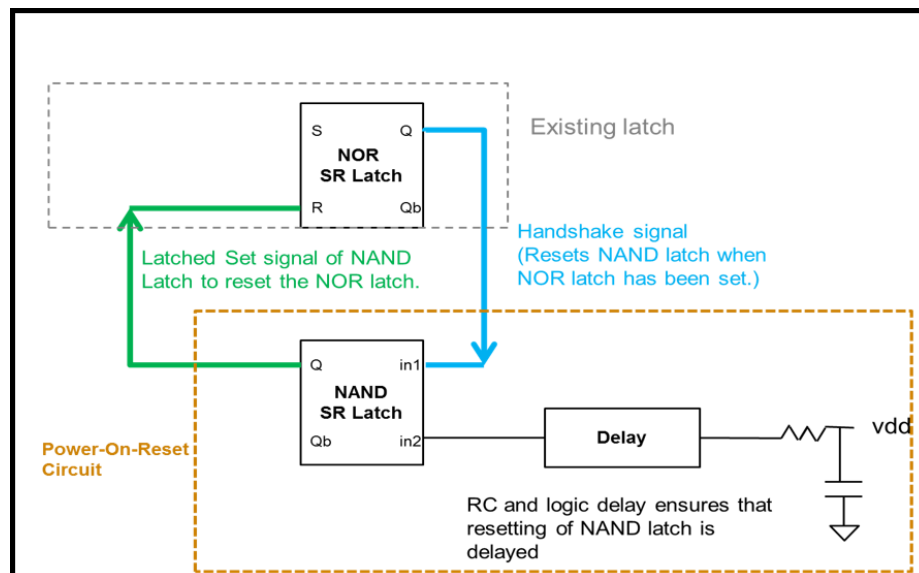 S
Q
NOR
SR Latch
R
Qb
Existing latch
Latched Set signal of NAND
Latch to reset the NOR latch.
Handshake signal
(Resets NAND latch when
NOR latch has been set.)
Q
in1
NAND
SR Latch
Qb
in2
Delay
vdd
Power-On-Reset
Circuit
RC and logic delay ensures that
resetting of NAND latch is
delayed